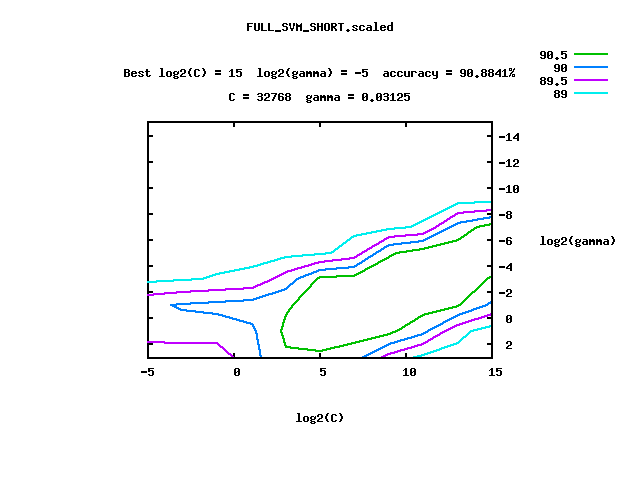 FULL_SVM_SHORT.scaled
90.5
90
Best log2(C) = 15 log2(gamma) = -5 accuracy = 90.8841%
89.5
89
C = 32768 gamma = 0.03125
-14
-12
-10
-8
-6
log2(gamma)
-4
-2
0
2
-5 0 5 10 15
log2(C)